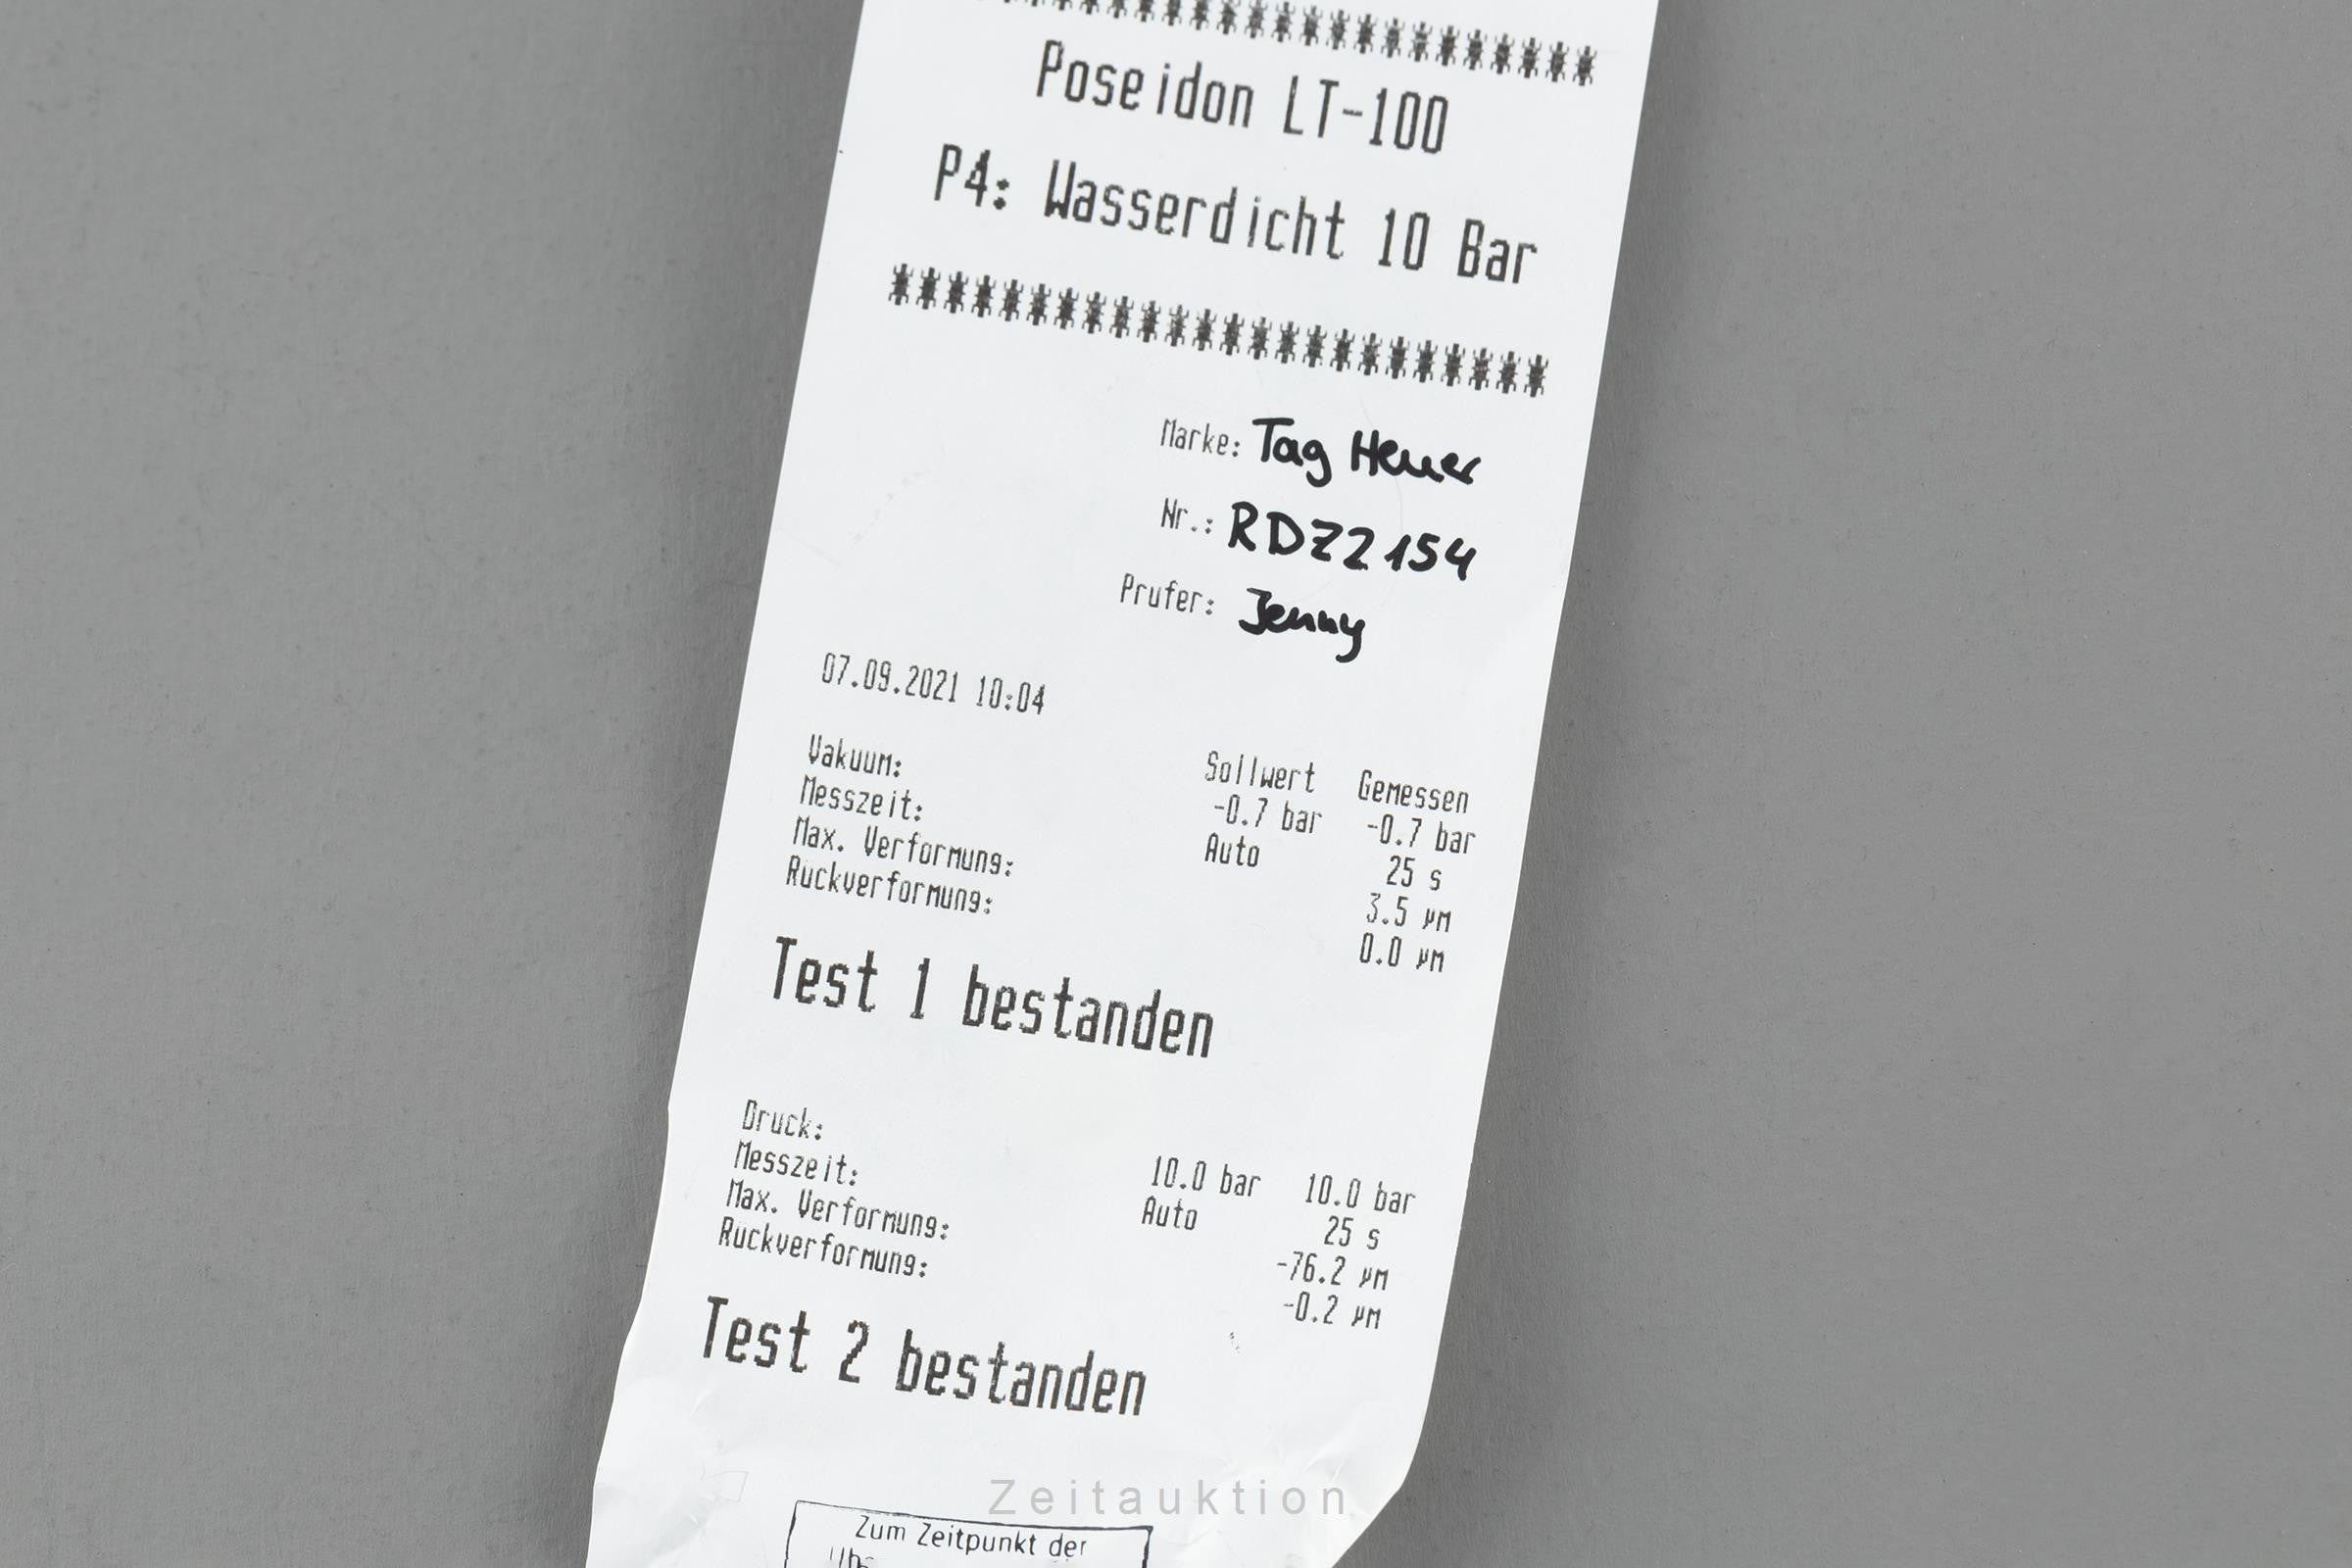 ************************
Poseidon LT-100
P4: Wasserdicht 10 Bar
************************
Marke: Tag Heuer
Nr.: RDZ2154
Prufer: Jenny
07.09.2021 10:04
Sollwert Gemessen
Vakuum: -0.7 bar -0.7 bar
Messzeit: Auto 25 s
Max. Verformung: 3.5 µm
Rückverformung: 0.0 µm
Test 1 bestanden
Druck: 10.0 bar 10.0 bar
Messzeit: Auto 25 s
Max. Verformung: -76.2 µm
Rückverformung: -0.2 µm
Test 2 bestanden
Zeitauktion
Zum Zeitpunkt der